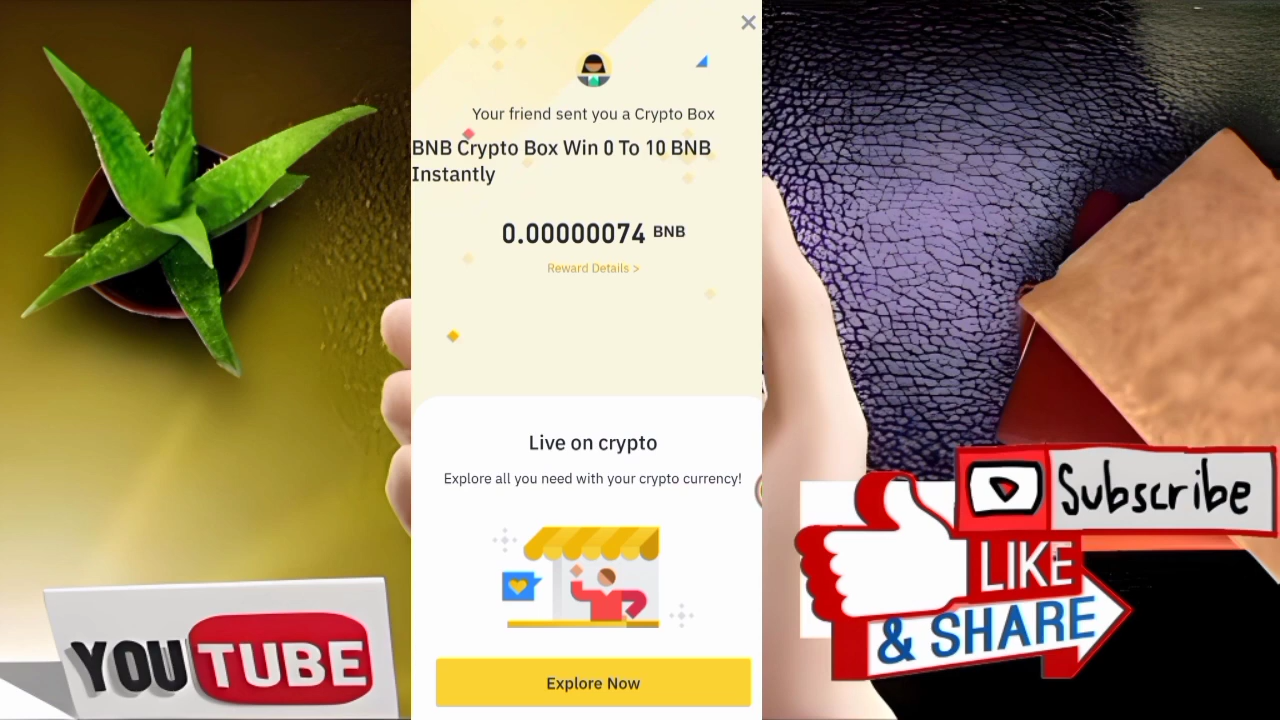 Your friend sent you a Crypto Box
BNB Crypto Box Win 0 To 10 BNB
Instantly
0.00000074 BNB
Reward Details >
Live on crypto
Explore all you need with your crypto currency!
Explore Now
YOUTUBE
Subscribe
LIKE
& SHARE